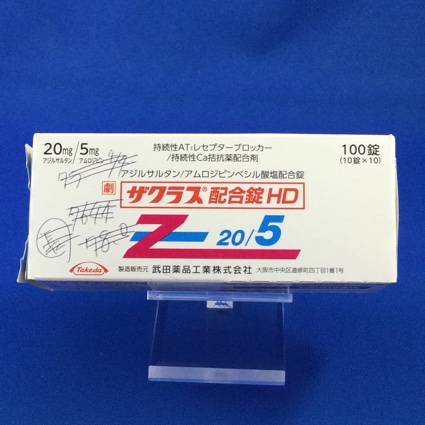 20mg/5mg
アジルサルタン/アムロジピン
持続性AT₁レセプターブロッカー
/持続性Ca拮抗薬配合剤
100錠
(10錠×10)
アジルサルタン/アムロジピンベシル酸塩配合錠
劇 ザクラス®配合錠HD
20/5
Takeda
製造販売元 武田薬品工業株式会社 大阪市中央区道修町四丁目1番1号